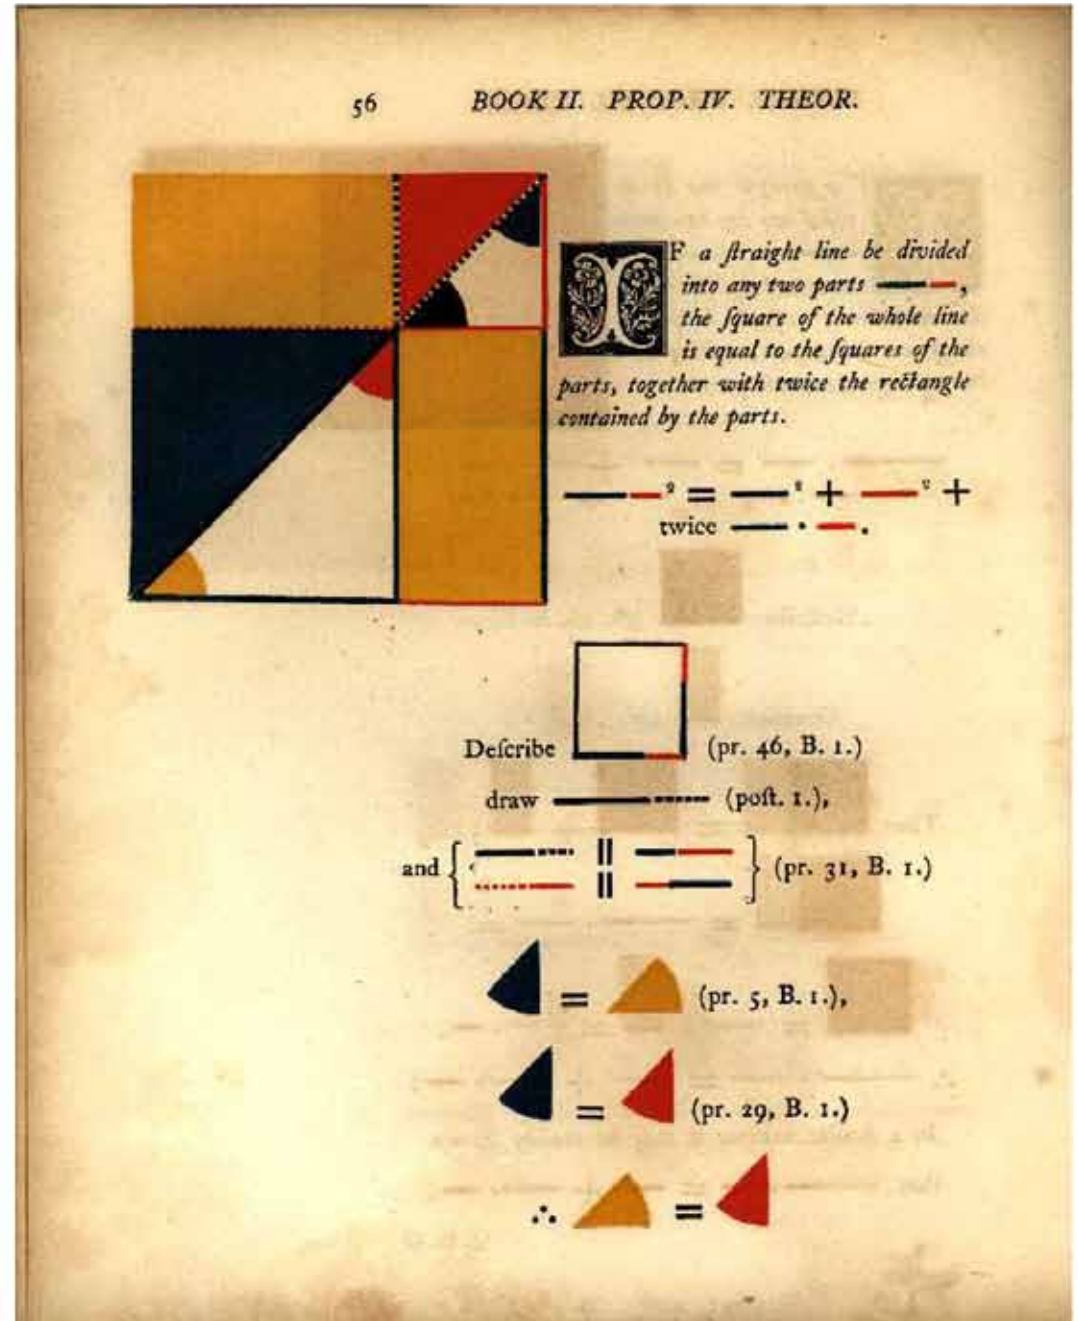 56 BOOK II. PROP. IV. THEOR.
IF a ſtraight line be divided
into any two parts ,
the ſquare of the whole line
is equal to the ſquares of the
parts, together with twice the rectangle
contained by the parts.
² = ² + ² +
twice · .
Deſcribe (pr. 46, B. 1.)
draw (poſt. 1.),
and { || || } (pr. 31, B. 1.)
= (pr. 5, B. 1.),
= (pr. 29, B. 1.)
∴ =